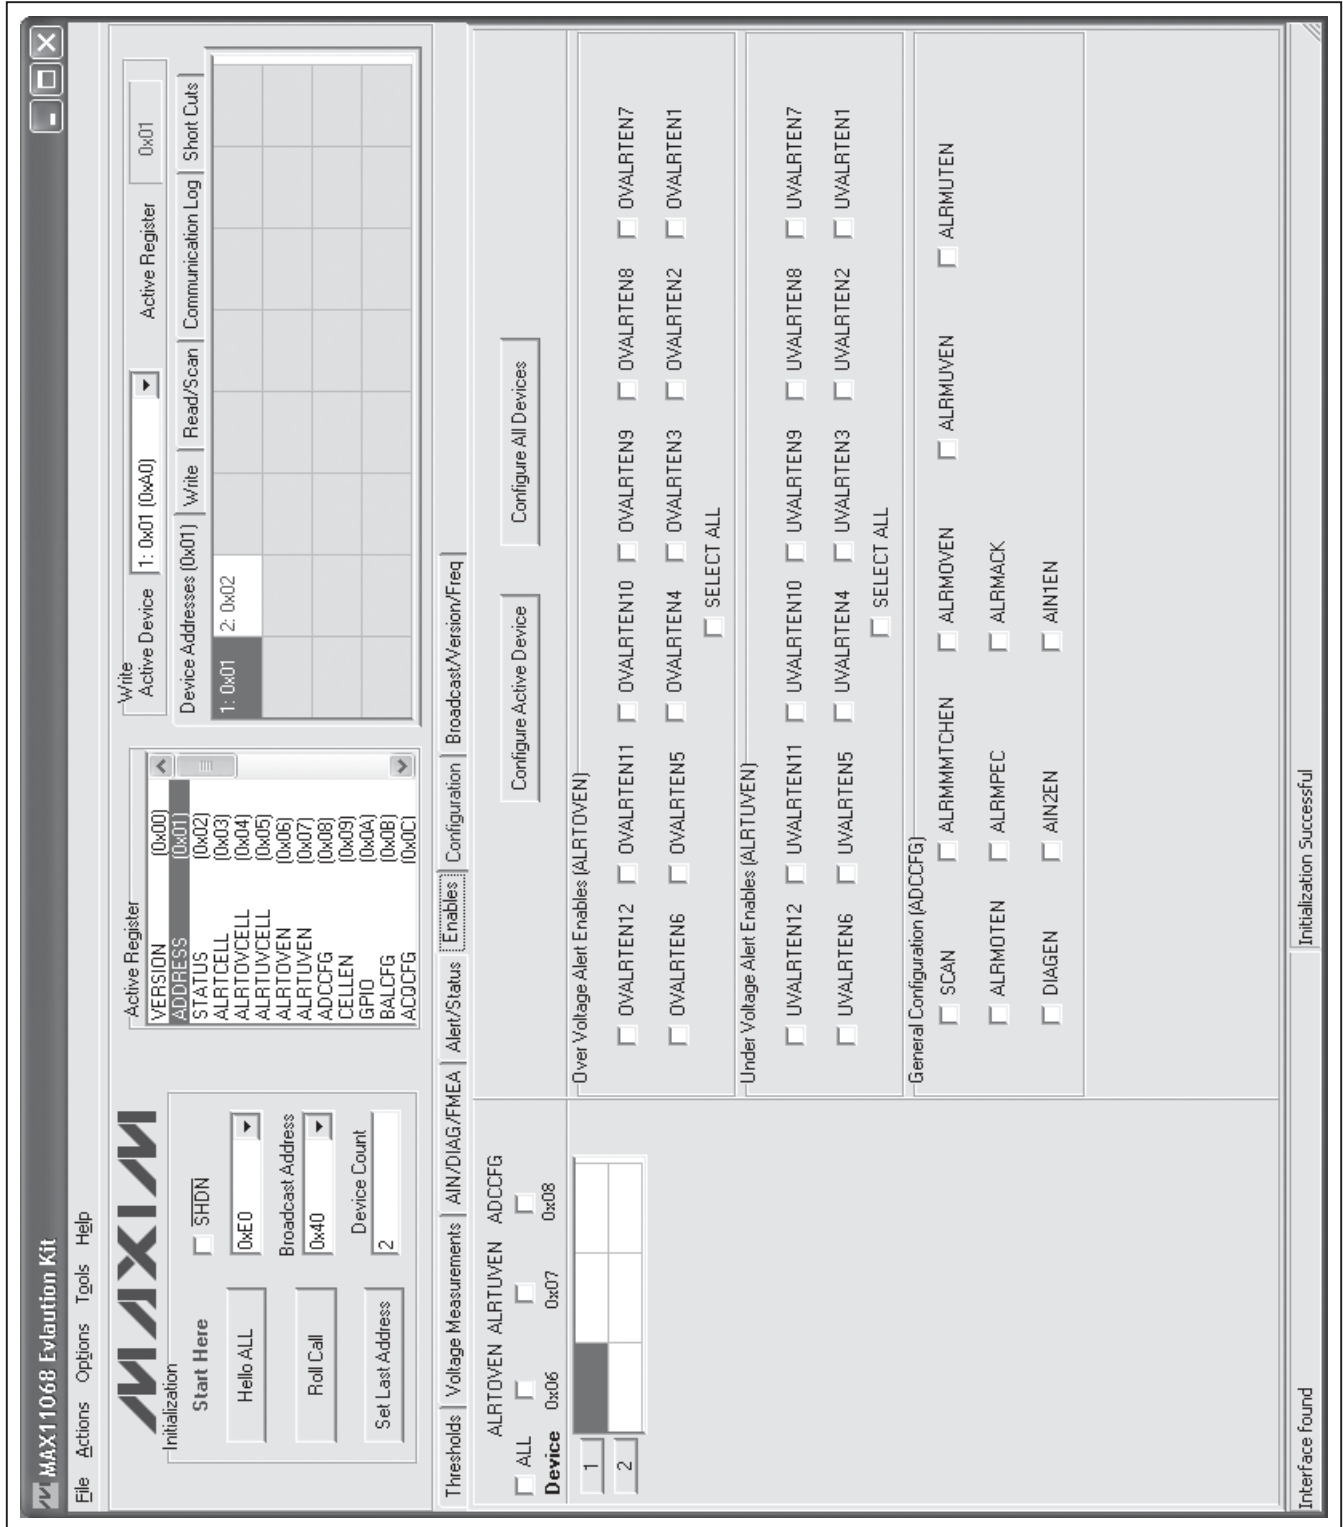 MAX11068 Evlaution Kit
File Actions Options Tools Help
MAXIM
Initialization
Start Here
SHDN
Hello ALL
0xE0
Broadcast Address
Roll Call
0x40
Device Count
Set Last Address
2
Active Register
VERSION (0x00)
ADDRESS (0x01)
STATUS (0x02)
ALRTCELL (0x03)
ALRTOVCELL (0x04)
ALRTUVCELL (0x05)
ALRTOVEN (0x06)
ALRTUVEN (0x07)
ADCCFG (0x08)
CELLEN (0x09)
GPIO (0x0A)
BALCFG (0x0B)
ACQCFG (0x0C)
Write
Active Device 1: 0x01 (0xA0) Active Register 0x01
Device Addresses (0x01) Write Read/Scan Communication Log Short Cuts
1: 0x01 2: 0x02
Thresholds Voltage Measurements AIN/DIAG/FMEA Alert/Status Enables Configuration Broadcast/Version/Freq
ALRTOVEN ALRTUVEN ADCCFG
ALL
Device 0x06 0x07 0x08
1
2
Configure Active Device Configure All Devices
Over Voltage Alert Enables (ALRTOVEN)
OVALRTEN12 OVALRTEN11 OVALRTEN10 OVALRTEN9 OVALRTEN8 OVALRTEN7
OVALRTEN6 OVALRTEN5 OVALRTEN4 OVALRTEN3 OVALRTEN2 OVALRTEN1
SELECT ALL
Under Voltage Alert Enables (ALRTUVEN)
UVALRTEN12 UVALRTEN11 UVALRTEN10 UVALRTEN9 UVALRTEN8 UVALRTEN7
UVALRTEN6 UVALRTEN5 UVALRTEN4 UVALRTEN3 UVALRTEN2 UVALRTEN1
SELECT ALL
General Configuration (ADCCFG)
SCAN ALRMMMTCHEN ALRMOVEN ALRMUVEN ALRMUTEN
ALRMOTEN ALRMPEC ALRMACK
DIAGEN AIN2EN AIN1EN
Interface Found Initialization Successful